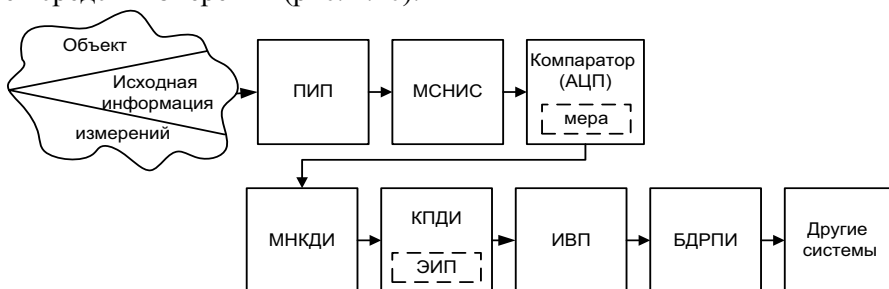 Объект
Исходная
информация
измерений
ПИП
МСНИС
Компаратор
(АЦП)
мера
МНКДИ
КПДИ
ЭИП
ИВП
БДРПИ
Другие
системы